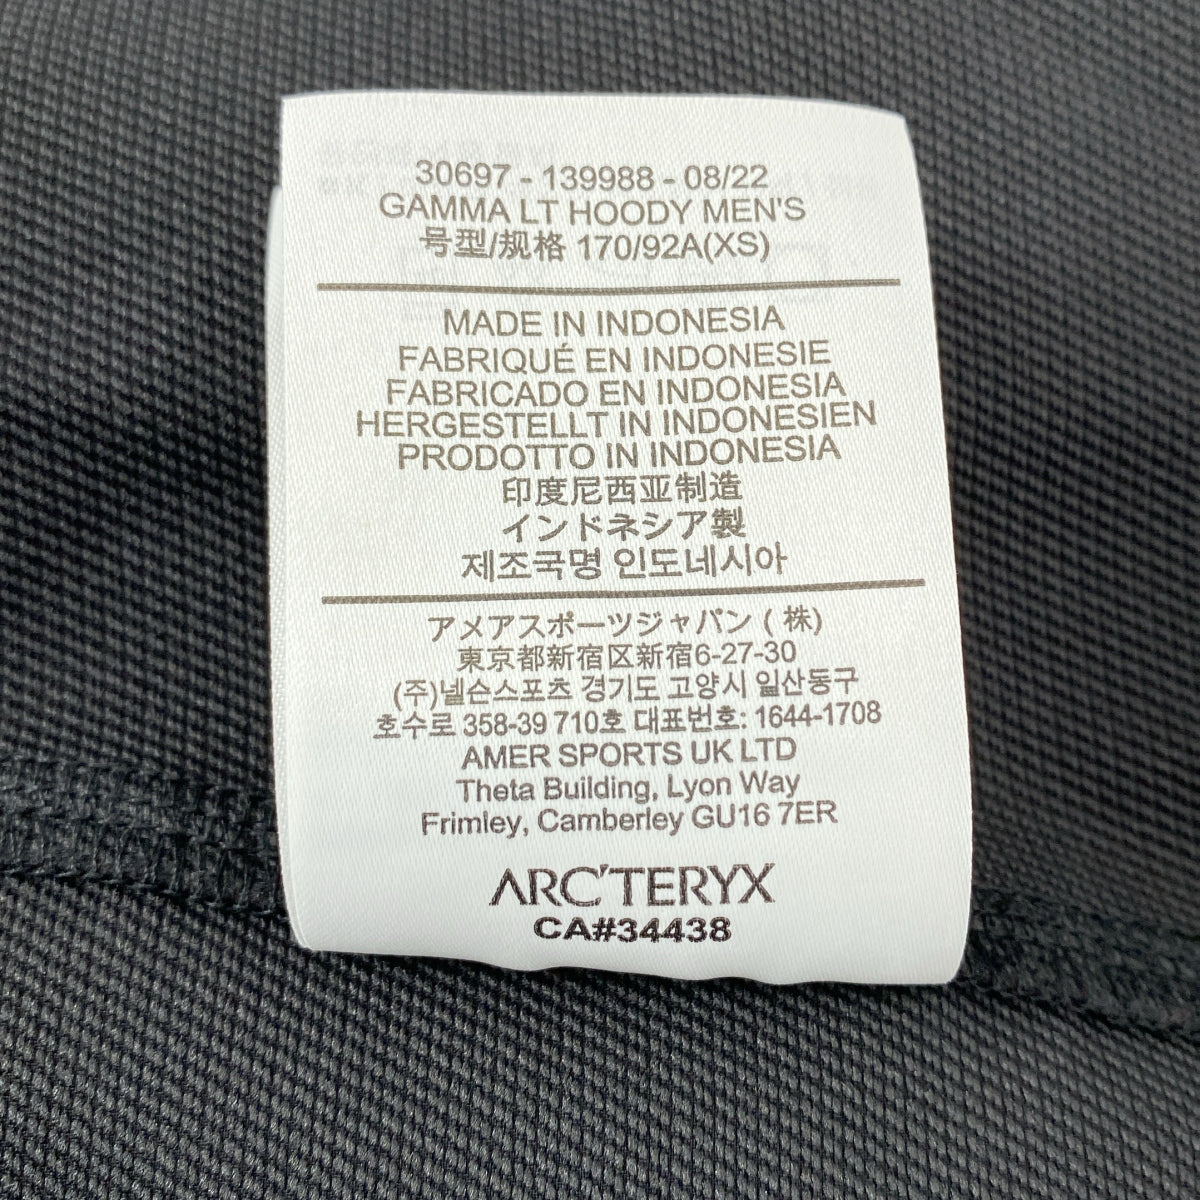 30697 - 139988 - 08/22
GAMMA LT HOODY MEN'S
号型/规格 170/92A(XS)
MADE IN INDONESIA
FABRIQUÉ EN INDONESIE
FABRICADO EN INDONESIA
HERGESTELLT IN INDONESIEN
PRODOTTO IN INDONESIA
印度尼西亚制造
インドネシア製
제조국명 인도네시아
アメアスポーツジャパン ( 株)
東京都新宿区新宿6-27-30
(주)넬슨스포츠 경기도 고양시 일산동구
호수로 358-39 710호 대표번호: 1644-1708
AMER SPORTS UK LTD
Theta Building, Lyon Way
Frimley, Camberley GU16 7ER
ARC'TERYX
CA#34438